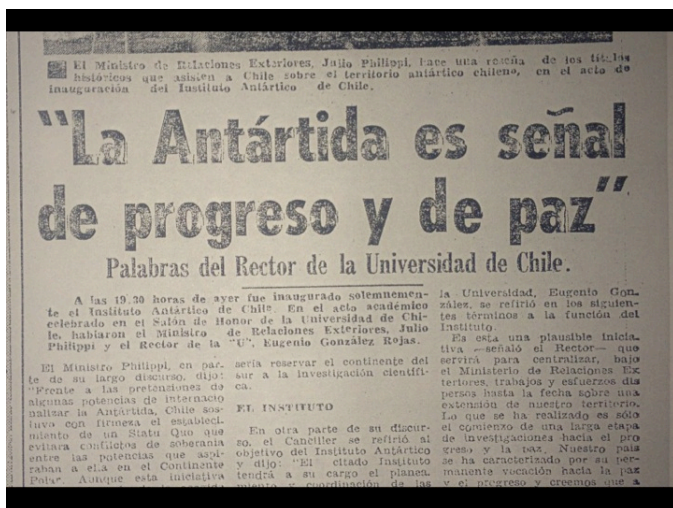 El Ministro de Relaciones Exteriores, Julio Philippi, hace una reseña de los títulos
históricos que asisten a Chile sobre el territorio antártico chileno, en el acto de
inauguración del Instituto Antártico de Chile.
"La Antártida es señal
de progreso y de paz"
Palabras del Rector de la Universidad de Chile.
A las 19.30 horas de ayer fue inaugurado solemnemen-
te el Instituto Antártico de Chile. En el acto académico
celebrado en el Salón de Honor de la Universidad de Chi-
le, hablaron el Ministro de Relaciones Exteriores, Julio
Philippi y el Rector de la "U", Eugenio González Rojas.
El Ministro Philippi, en par-
te de su largo discurso, dijo:
"Frente a las pretenciones de
algunas potencias de internacio
nalizar la Antártida, Chile sos-
tuvo con firmeza el estableci-
miento de un Statu Quo que
evitara conflictos de soberanía
entre las potencias que aspi-
raban a ella en el Continente
Polar. Aunque esta iniciativa
sería reservar el continente del
sur a la investigación científi-
ca.
EL INSTITUTO
En otra parte de su discur-
so, el Canciller se refirió al
objetivo del Instituto Antártico
y dijo: "El citado Instituto
tendrá a su cargo el planea-
miento y coordinación de las
la Universidad, Eugenio Gon-
zález, se refirió en los siguien-
tes términos a la función del
Instituto.
Es esta una plausible inicia-
tiva —señaló el Rector— que
servirá para centralizar, bajo
el Ministerio de Relaciones Ex
teriores, trabajos y esfuerzos dis
persos hasta la fecha sobre una
extensión de nuestro territorio.
Lo que se ha realizado es sólo
el comienzo de una larga etapa
de investigaciones hacia el pro
greso y la paz. Nuestro país
se ha caracterizado por su per-
manente vocación hacia la paz
y el progreso y creemos que a